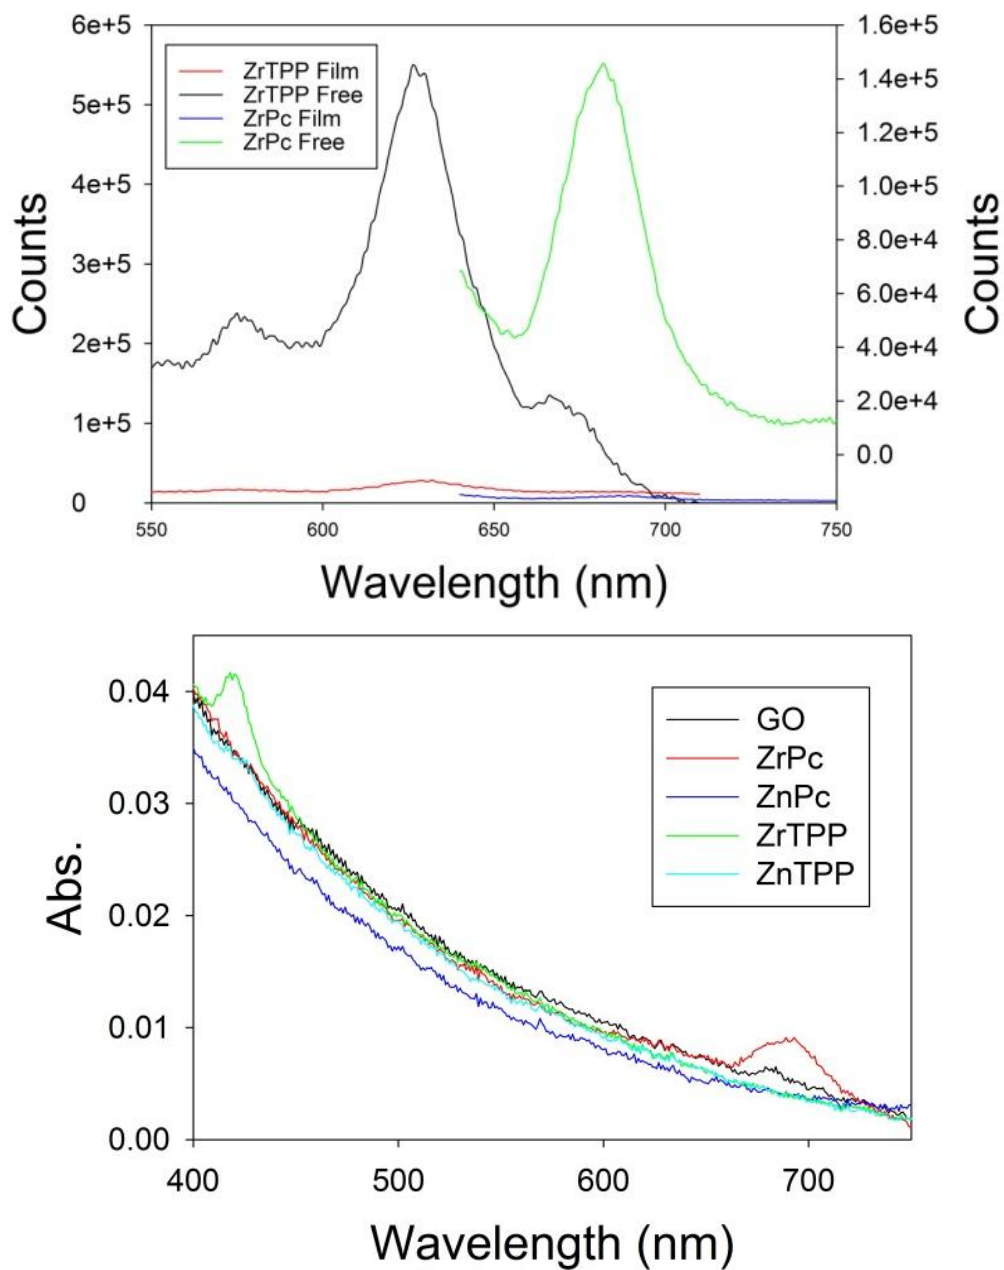 6e+5
5e+5
4e+5
3e+5
2e+5
1e+5
0
Counts
ZrTPP Film
ZrTPP Free
ZrPc Film
ZrPc Free
1.6e+5
1.4e+5
1.2e+5
1.0e+5
8.0e+4
6.0e+4
4.0e+4
2.0e+4
0.0
Counts
550 600 650 700 750
Wavelength (nm)
0.04
0.03
0.02
0.01
0.00
Abs.
GO
ZrPc
ZnPc
ZrTPP
ZnTPP
400 500 600 700
Wavelength (nm)